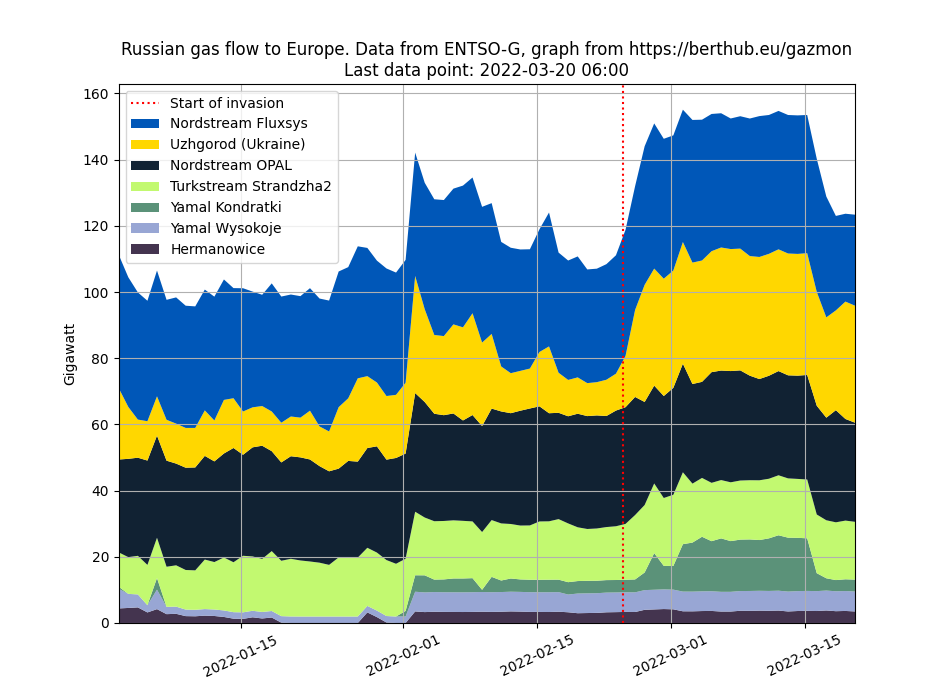 Russian gas flow to Europe. Data from ENTSO-G, graph from https://berthub.eu/gazmon
Last data point: 2022-03-20 06:00
Start of invasion
Nordstream Fluxsys
Uzhgorod (Ukraine)
Nordstream OPAL
Turkstream Strandzha2
Yamal Kondratki
Yamal Wysokoje
Hermanowice
Gigawatt
160
140
120
100
80
60
40
20
0
2022-01-15
2022-02-01
2022-02-15
2022-03-01
2022-03-15